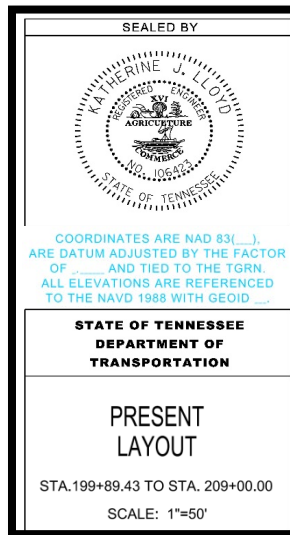 SEALED BY
KATHERINE J. LLOYD
REGISTERED ENGINEER
XVI
AGRICULTURE
COMMERCE
NO. 106423
STATE OF TENNESSEE
COORDINATES ARE NAD 83(__),
ARE DATUM ADJUSTED BY THE FACTOR
OF _.____ AND TIED TO THE TGRN.
ALL ELEVATIONS ARE REFERENCED
TO THE NAVD 1988 WITH GEOID __.
STATE OF TENNESSEE
DEPARTMENT OF
TRANSPORTATION
PRESENT
LAYOUT
STA.199+89.43 TO STA. 209+00.00
SCALE: 1"=50'